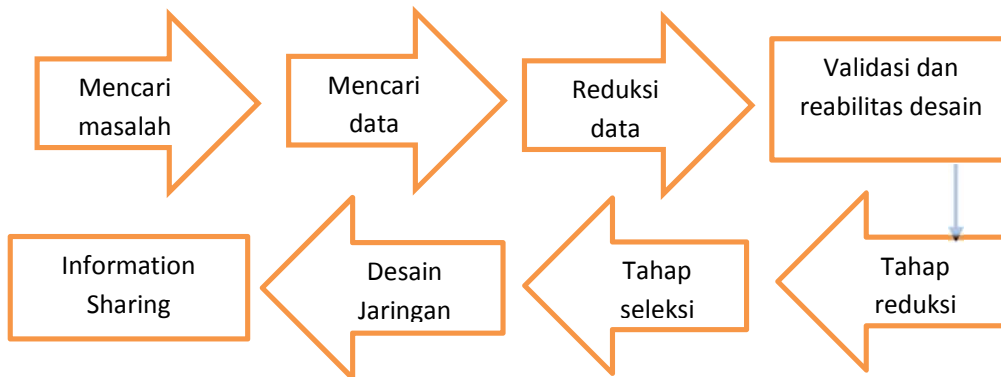 Mencari
masalah
Mencari
data
Reduksi
data
Validasi dan
reabilitas desain
Tahap
reduksi
Tahap
seleksi
Desain
Jaringan
Information
Sharing